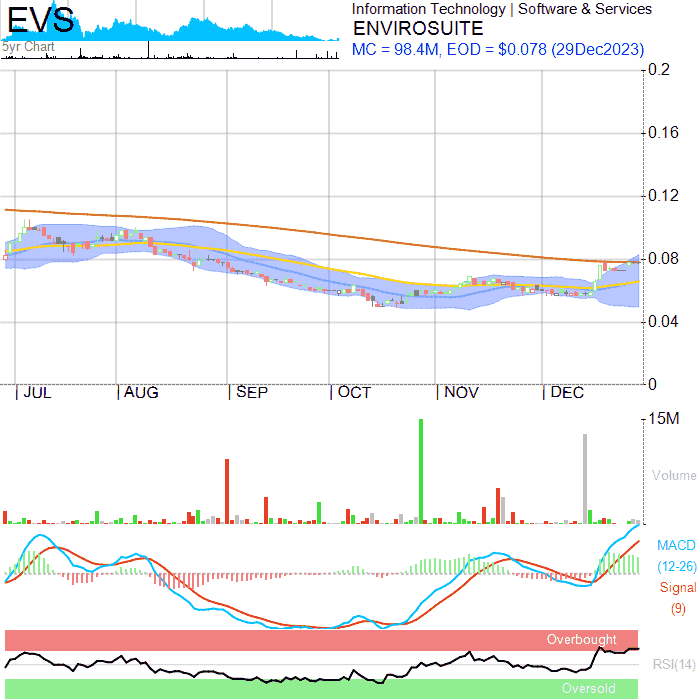 EVS
5yr Chart
Information Technology | Software & Services
ENVIROSUITE
MC = 98.4M, EOD = $0.078 (29Dec2023)
0.2
0.16
0.12
0.08
0.04
0
| JUL | AUG | SEP | OCT | NOV | DEC
15M
Volume
MACD
(12-26)
Signal
(9)
Overbought
RSI(14)
Oversold